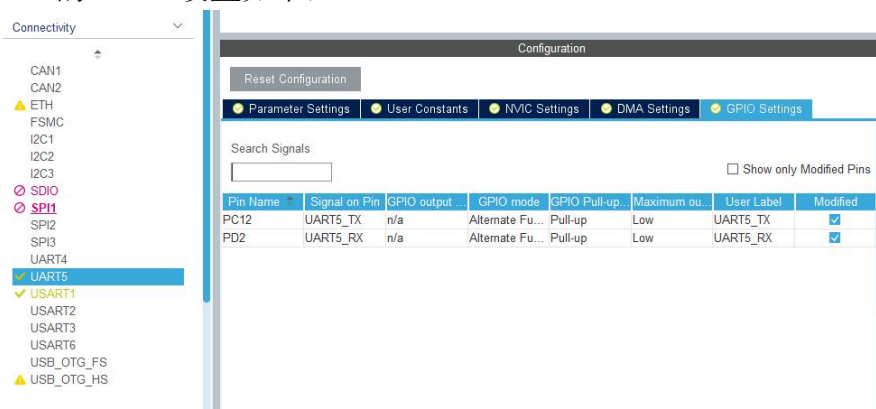 Connectivity
CAN1
CAN2
ETH
FSMC
I2C1
I2C2
I2C3
SDIO
SPI1
SPI2
SPI3
UART4
UART5
USART1
USART2
USART3
USART6
USB_OTG_FS
USB_OTG_HS
Configuration
Reset Configuration
Parameter Settings User Constants NVIC Settings DMA Settings GPIO Settings
Search Signals
Show only Modified Pins
Pin Name Signal on Pin GPIO output ... GPIO mode GPIO Pull-up... Maximum ou... User Label Modified
PC12 UART5_TX n/a Alternate Fu... Pull-up Low UART5_TX
PD2 UART5_RX n/a Alternate Fu... Pull-up Low UART5_RX